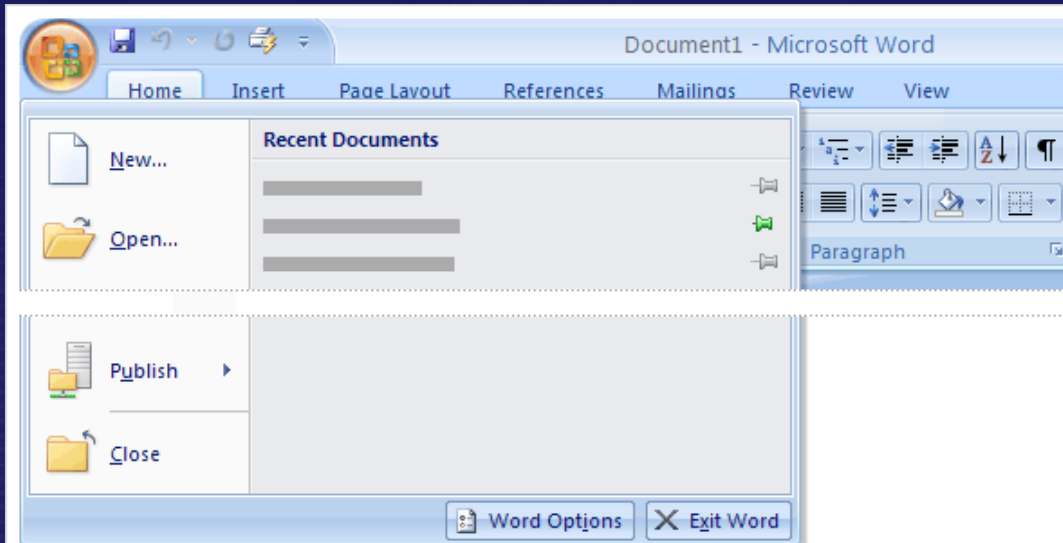 Document1 - Microsoft Word
Home Insert Page Layout References Mailings Review View
Recent Documents
New...
Open...
Paragraph
Publish
Close
Word Options Exit Word